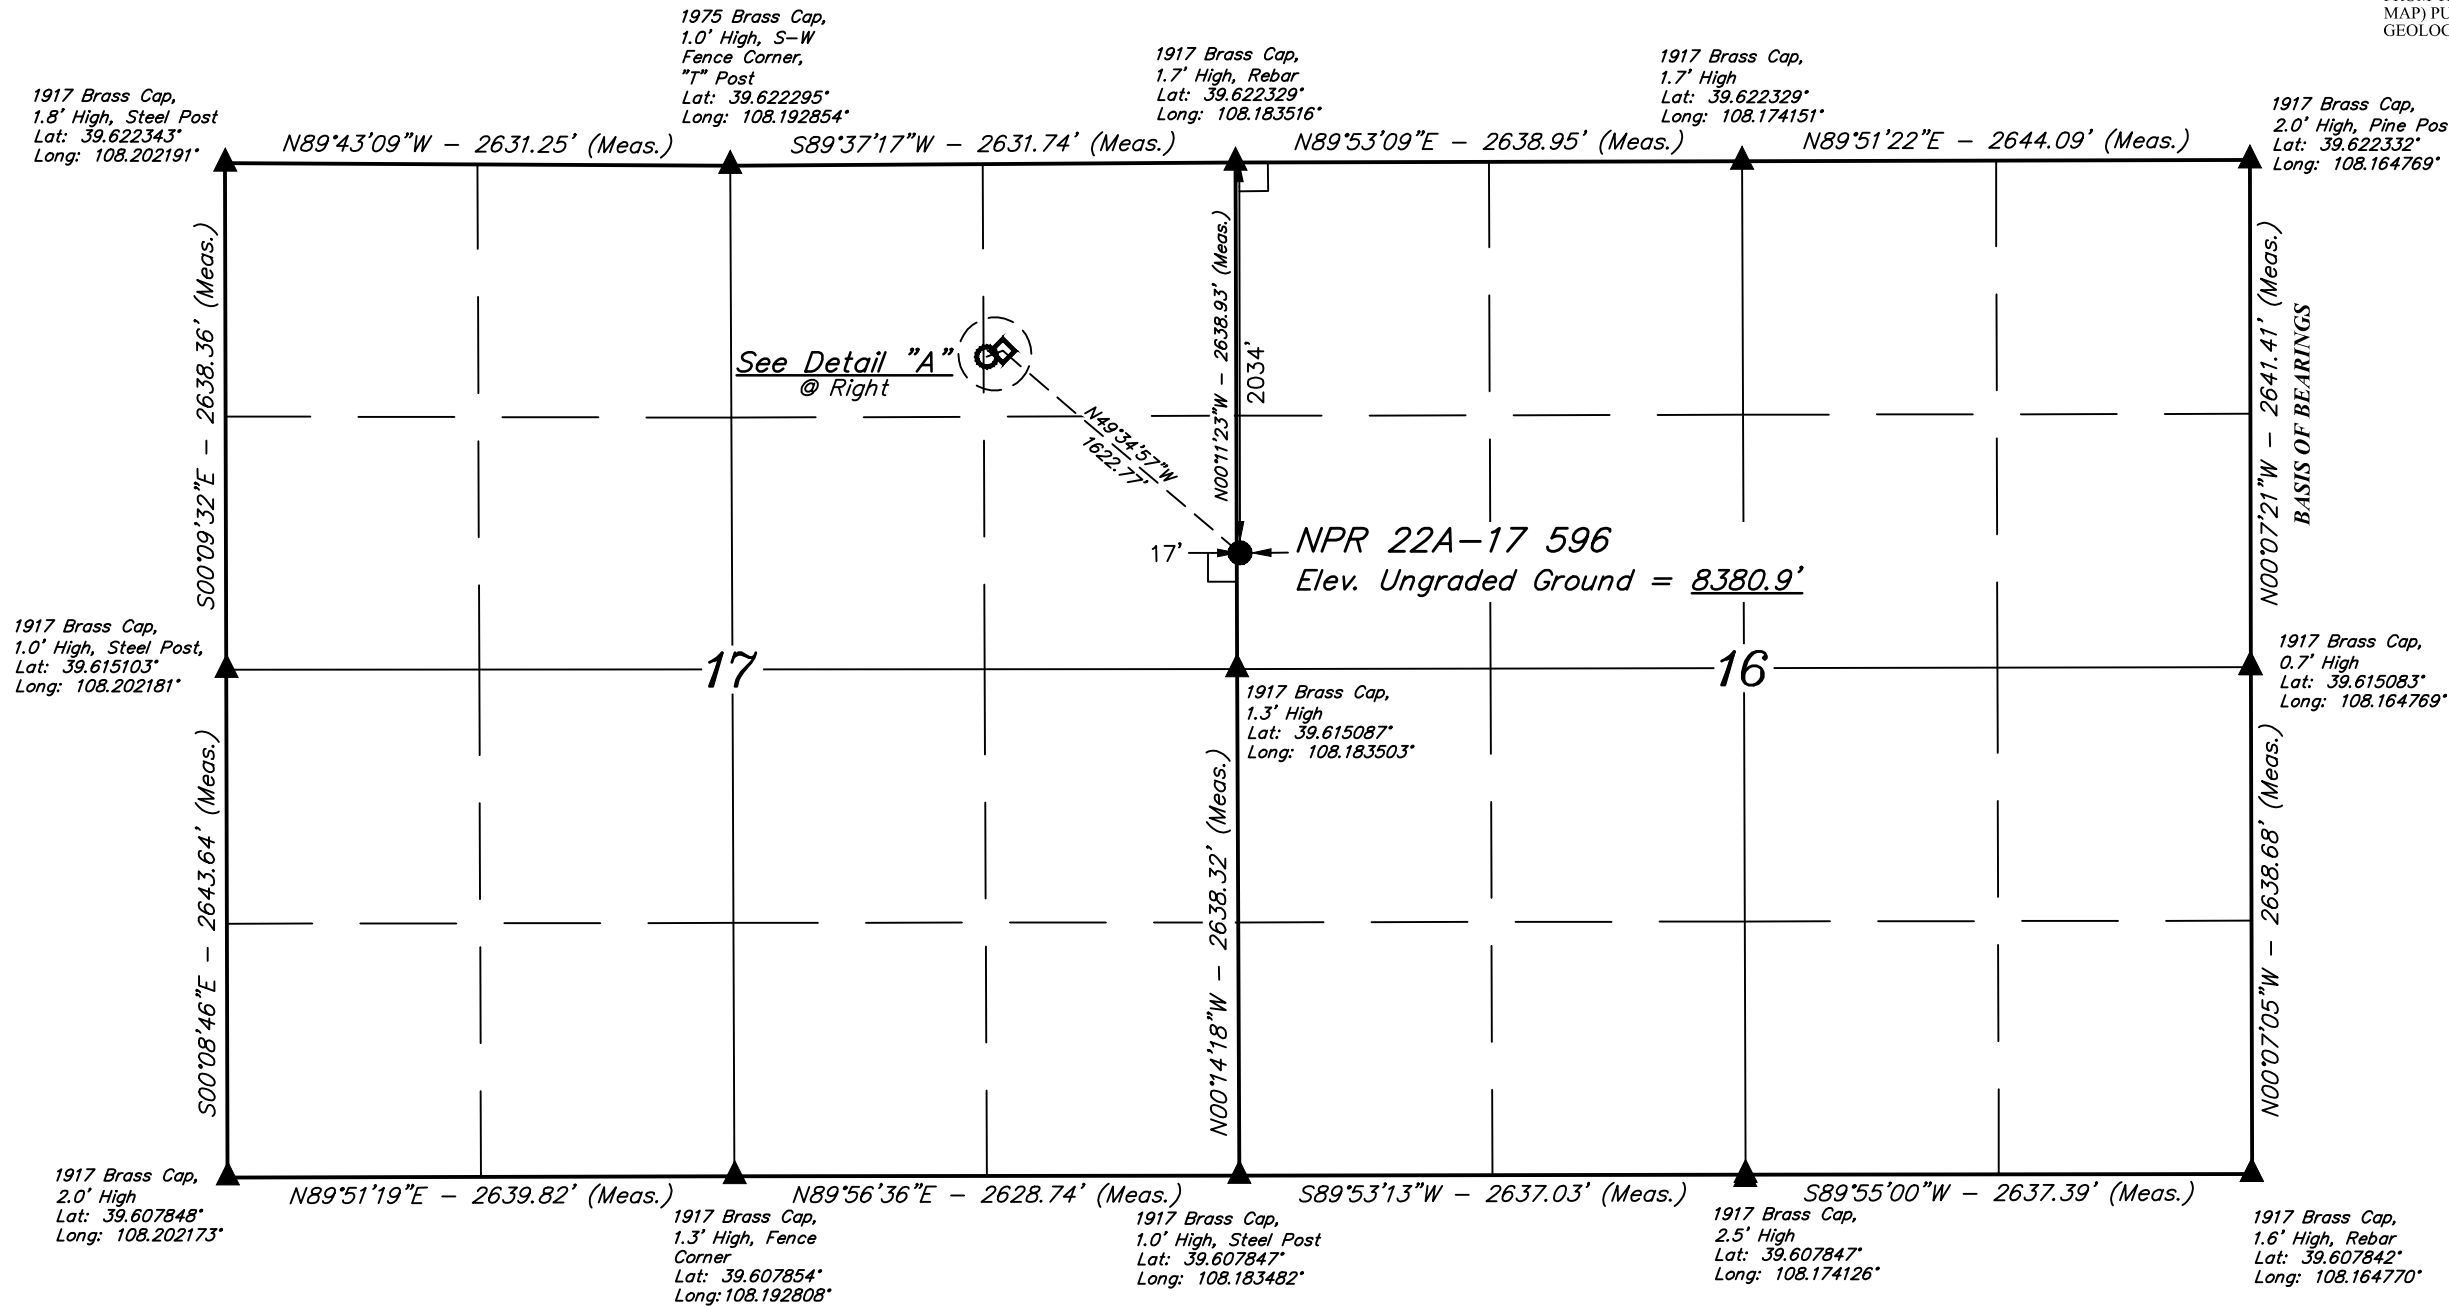 MAP) PU
GEOLOC
1975 Brass Cap,
1.0' High, S-W
Fence Corner,
"T" Post
Lat: 39.622295°
Long: 108.192854°
1917 Brass Cap,
1.7' High, Rebar
Lat: 39.622329°
Long: 108.183516°
1917 Brass Cap,
1.7' High
Lat: 39.622329°
Long: 108.174151°
1917 Brass Cap,
1.8' High, Steel Post
Lat: 39.622343°
Long: 108.202191°
1917 Brass Cap,
2.0' High, Pine Pos
Lat: 39.622332°
Long: 108.164769°
N89°43'09"W - 2631.25' (Meas.)
S89°37'17"W - 2631.74' (Meas.)
N89°53'09"E - 2638.95' (Meas.)
N89°51'22"E - 2644.09' (Meas.)
S00°09'32"E - 2638.36' (Meas.)
N00°11'23"W - 2638.93' (Meas.)
2034'
N00°07'21"W - 2641.41' (Meas.)
BASIS OF BEARINGS
See Detail "A"
@ Right
N49°34'57"W
1622.77'
17'
NPR 22A-17 596
Elev. Ungraded Ground = 8380.9'
1917 Brass Cap,
1.0' High, Steel Post,
Lat: 39.615103°
Long: 108.202181°
17
16
1917 Brass Cap,
1.3' High
Lat: 39.615087°
Long: 108.183503°
1917 Brass Cap,
0.7' High
Lat: 39.615083°
Long: 108.164769°
S00°08'46"E - 2643.64' (Meas.)
N00°14'18"W - 2638.32' (Meas.)
N00°07'05"W - 2638.68' (Meas.)
N89°51'19"E - 2639.82' (Meas.)
N89°56'36"E - 2628.74' (Meas.)
S89°53'13"W - 2637.03' (Meas.)
S89°55'00"W - 2637.39' (Meas.)
1917 Brass Cap,
2.0' High
Lat: 39.607848°
Long: 108.202173°
1917 Brass Cap,
1.3' High, Fence
Corner
Lat: 39.607854°
Long: 108.192808°
1917 Brass Cap,
1.0' High, Steel Post
Lat: 39.607847°
Long: 108.183482°
1917 Brass Cap,
2.5' High
Lat: 39.607847°
Long: 108.174126°
1917 Brass Cap,
1.6' High, Rebar
Lat: 39.607842°
Long: 108.164770°